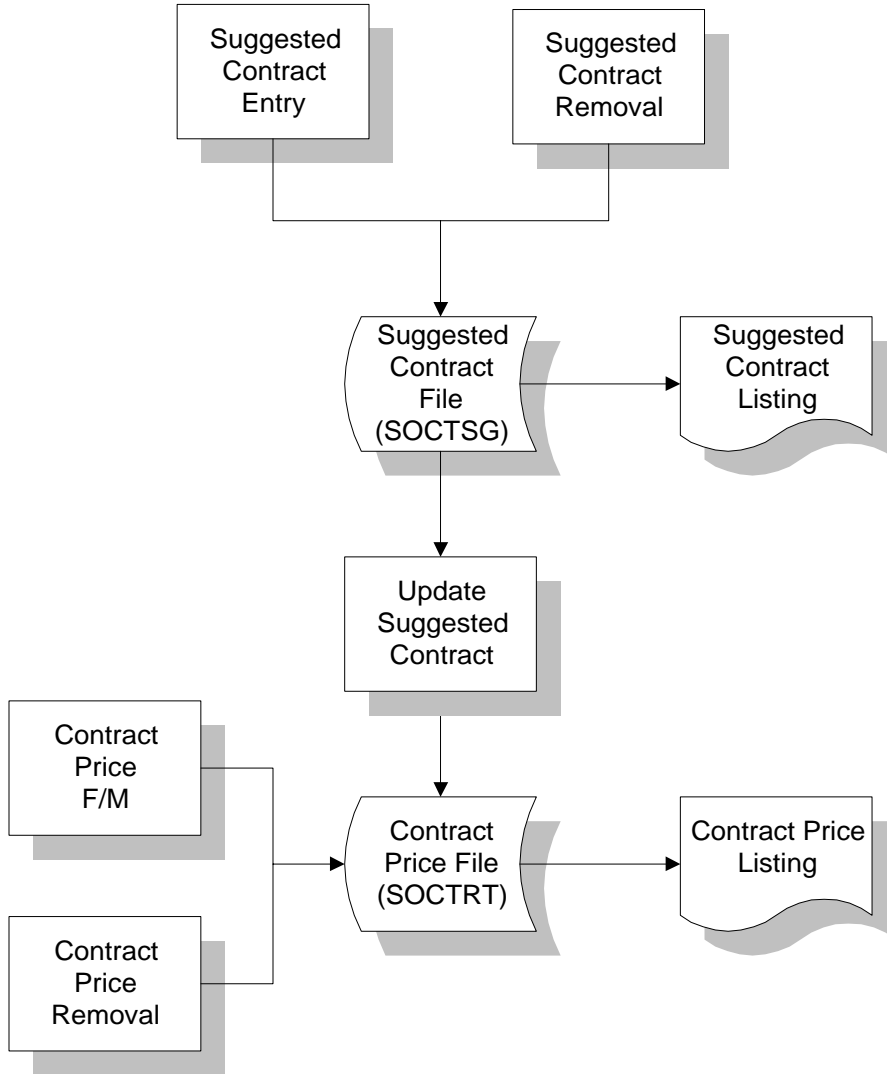 Suggested
Contract
Entry
Suggested
Contract
Removal
Suggested
Contract
File
(SOCTSG)
Suggested
Contract
Listing
Update
Suggested
Contract
Contract
Price
F/M
Contract
Price File
(SOCTRT)
Contract Price
Listing
Contract
Price
Removal